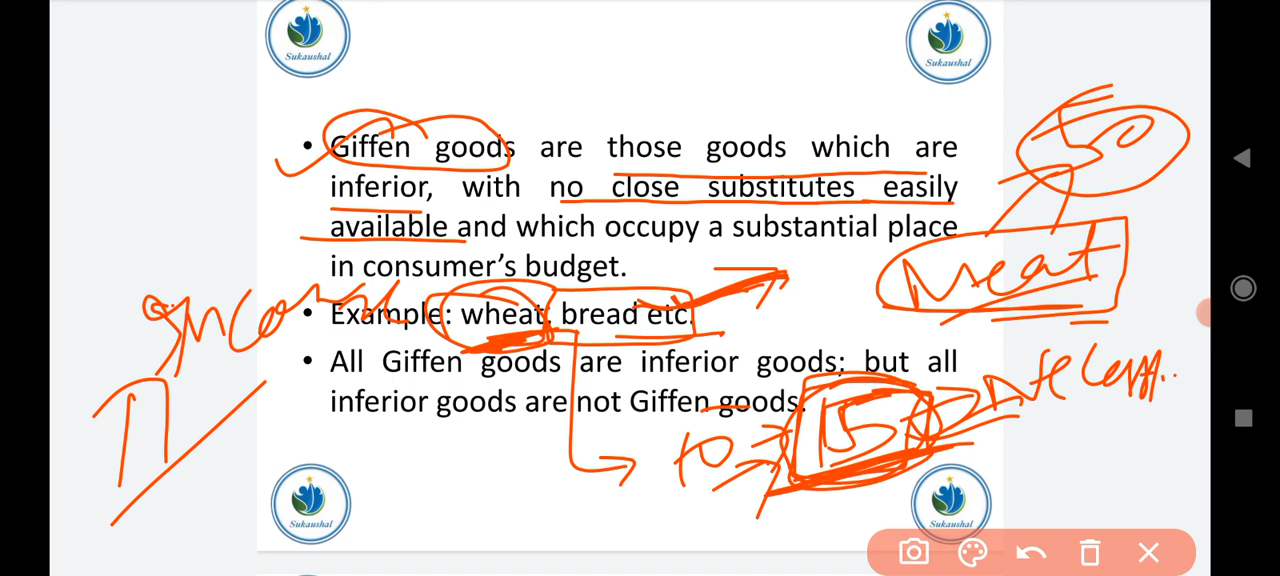 Sukaushal
Sukaushal
• Giffen goods are those goods which are
inferior, with no close substitutes easily
available and which occupy a substantial place
in consumer's budget.
• Example: wheat, bread etc.
• All Giffen goods are inferior goods; but all
inferior goods are not Giffen goods.
50
Meat
10
15
Sukaushal
Sukaushal